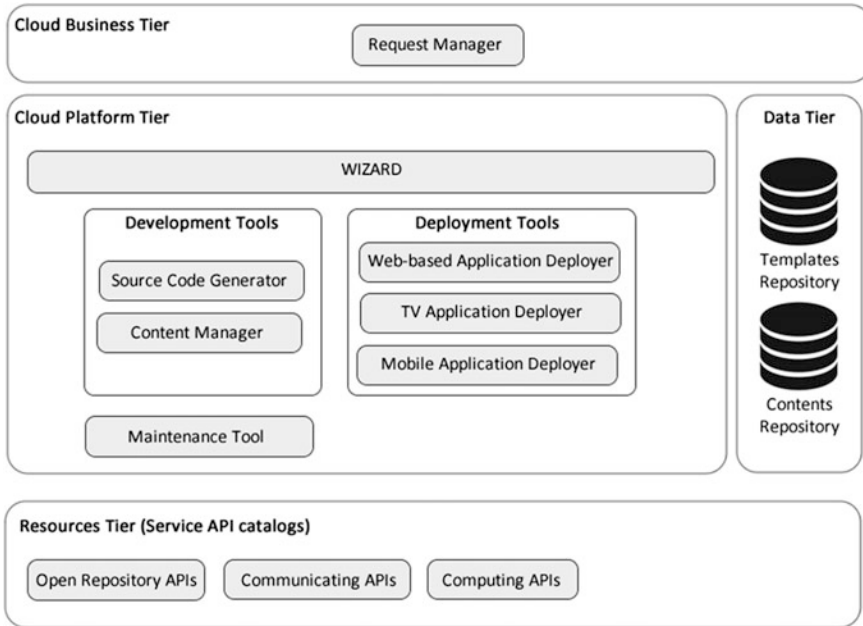 Cloud Business Tier
Request Manager
Cloud Platform Tier
WIZARD
Development Tools
Source Code Generator
Content Manager
Deployment Tools
Web-based Application Deployer
TV Application Deployer
Mobile Application Deployer
Maintenance Tool
Data Tier
Templates
Repository
Contents
Repository
Resources Tier (Service API catalogs)
Open Repository APIs
Communicating APIs
Computing APIs